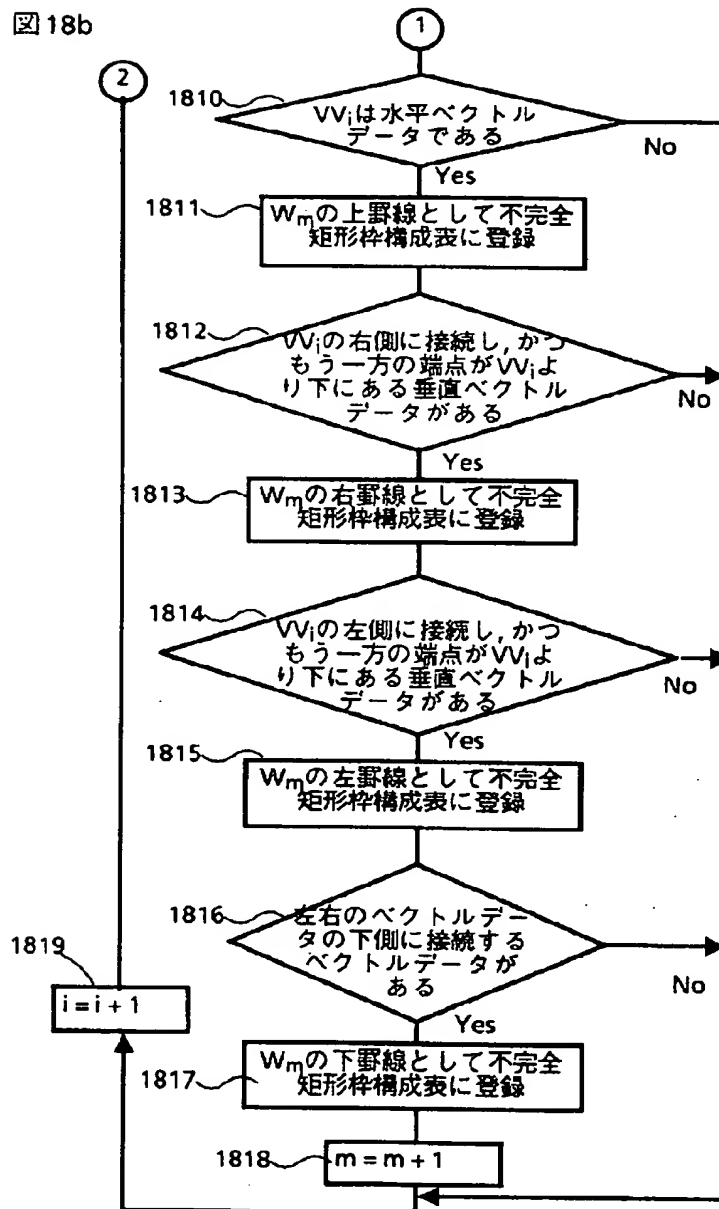 図18b
1
2
1810
VVᵢは水平ベクトル
データである
No
Yes
1811
Wₘの上罫線として不完全
矩形枠構成表に登録
1812
VVᵢの右側に接続し,かつ
もう一方の端点がVVᵢよ
り下にある垂直ベクトル
データがある
No
Yes
1813
Wₘの右罫線として不完全
矩形枠構成表に登録
1814
VVᵢの左側に接続し,かつ
もう一方の端点がVVᵢよ
り下にある垂直ベクトル
データがある
No
Yes
1815
Wₘの左罫線として不完全
矩形枠構成表に登録
1816
左右のベクトルデー
タの下側に接続する
ベクトルデータが
ある
No
Yes
1819
i = i + 1
1817
Wₘの下罫線として不完全
矩形枠構成表に登録
1818
m = m + 1